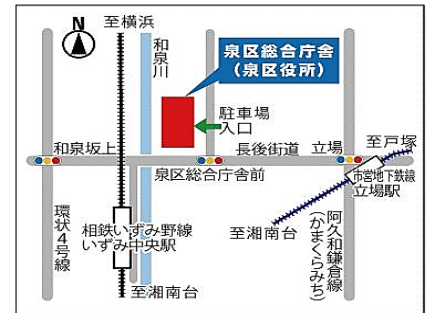 N
至横浜
和泉川
泉区総合庁舎
(泉区役所)
駐車場
入口
和泉坂上
長後街道
立場
至戸塚
泉区総合庁舎前
市営地下鉄線
立場駅
環状4号線
相鉄いずみ野線
いずみ中央駅
至湘南台
至湘南台
阿久和鎌倉線
(かまくらみち)